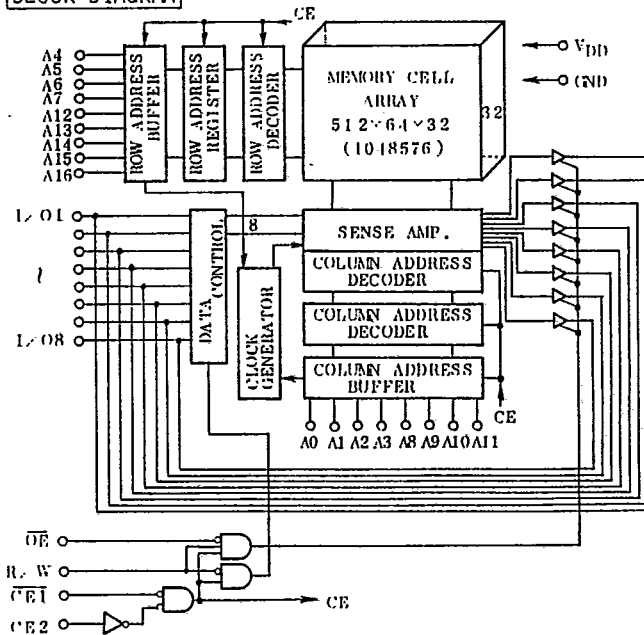 BLOCK DIAGRAM
CE
A4
A5
A6
A7
A12
A13
A14
A15
A16
ROW ADDRESS BUFFER
ROW ADDRESS REGISTER
ROW ADDRESS DECODER
MEMORY CELL
ARRAY
512×64×32
(1048576)
32
VDD
GND
I/O1
~
I/O8
DATA CONTROL
8
CLOCK GENERATOR
SENSE AMP.
COLUMN ADDRESS
DECODER
COLUMN ADDRESS
DECODER
COLUMN ADDRESS
BUFFER
CE
A0 A1 A2 A3 A8 A9 A10 A11
OE
R/W
CE1
CE2
CE